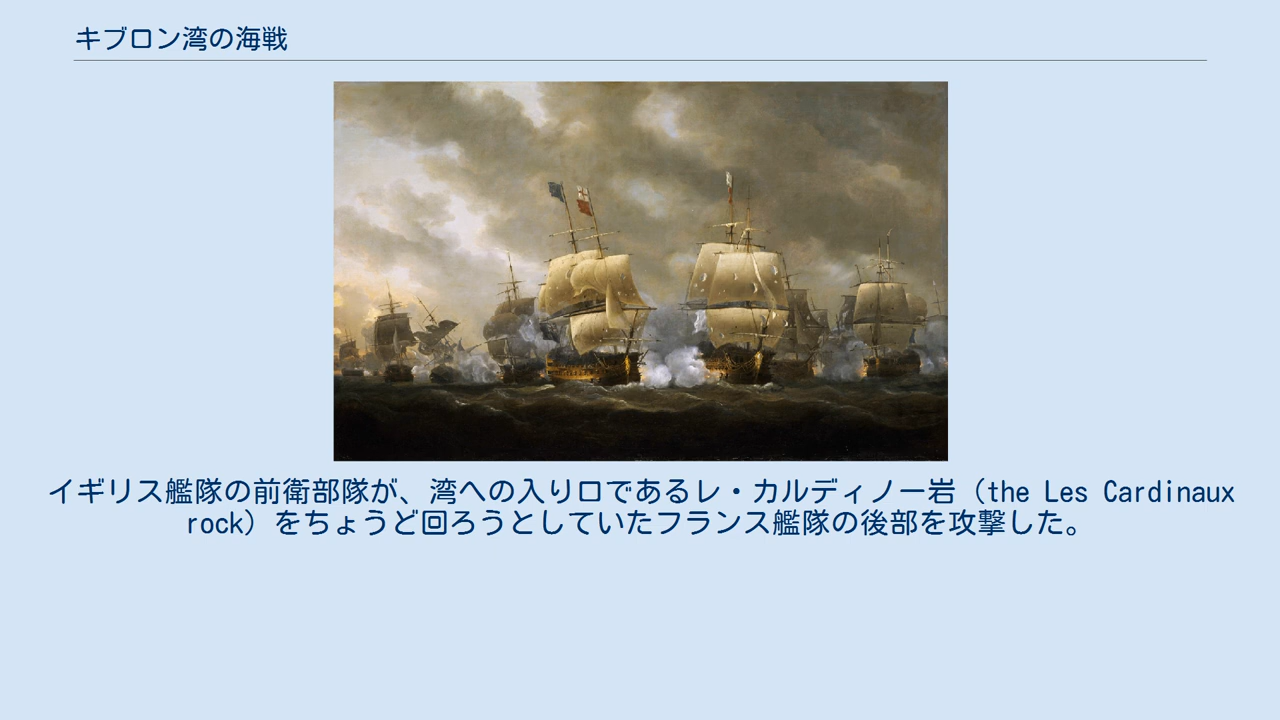 キブロン湾の海戦
イギリス艦隊の前衛部隊が、湾への入り口であるレ・カルディノー岩（the Les Cardinaux
rock）をちょうど回ろうとしていたフランス艦隊の後部を攻撃した。